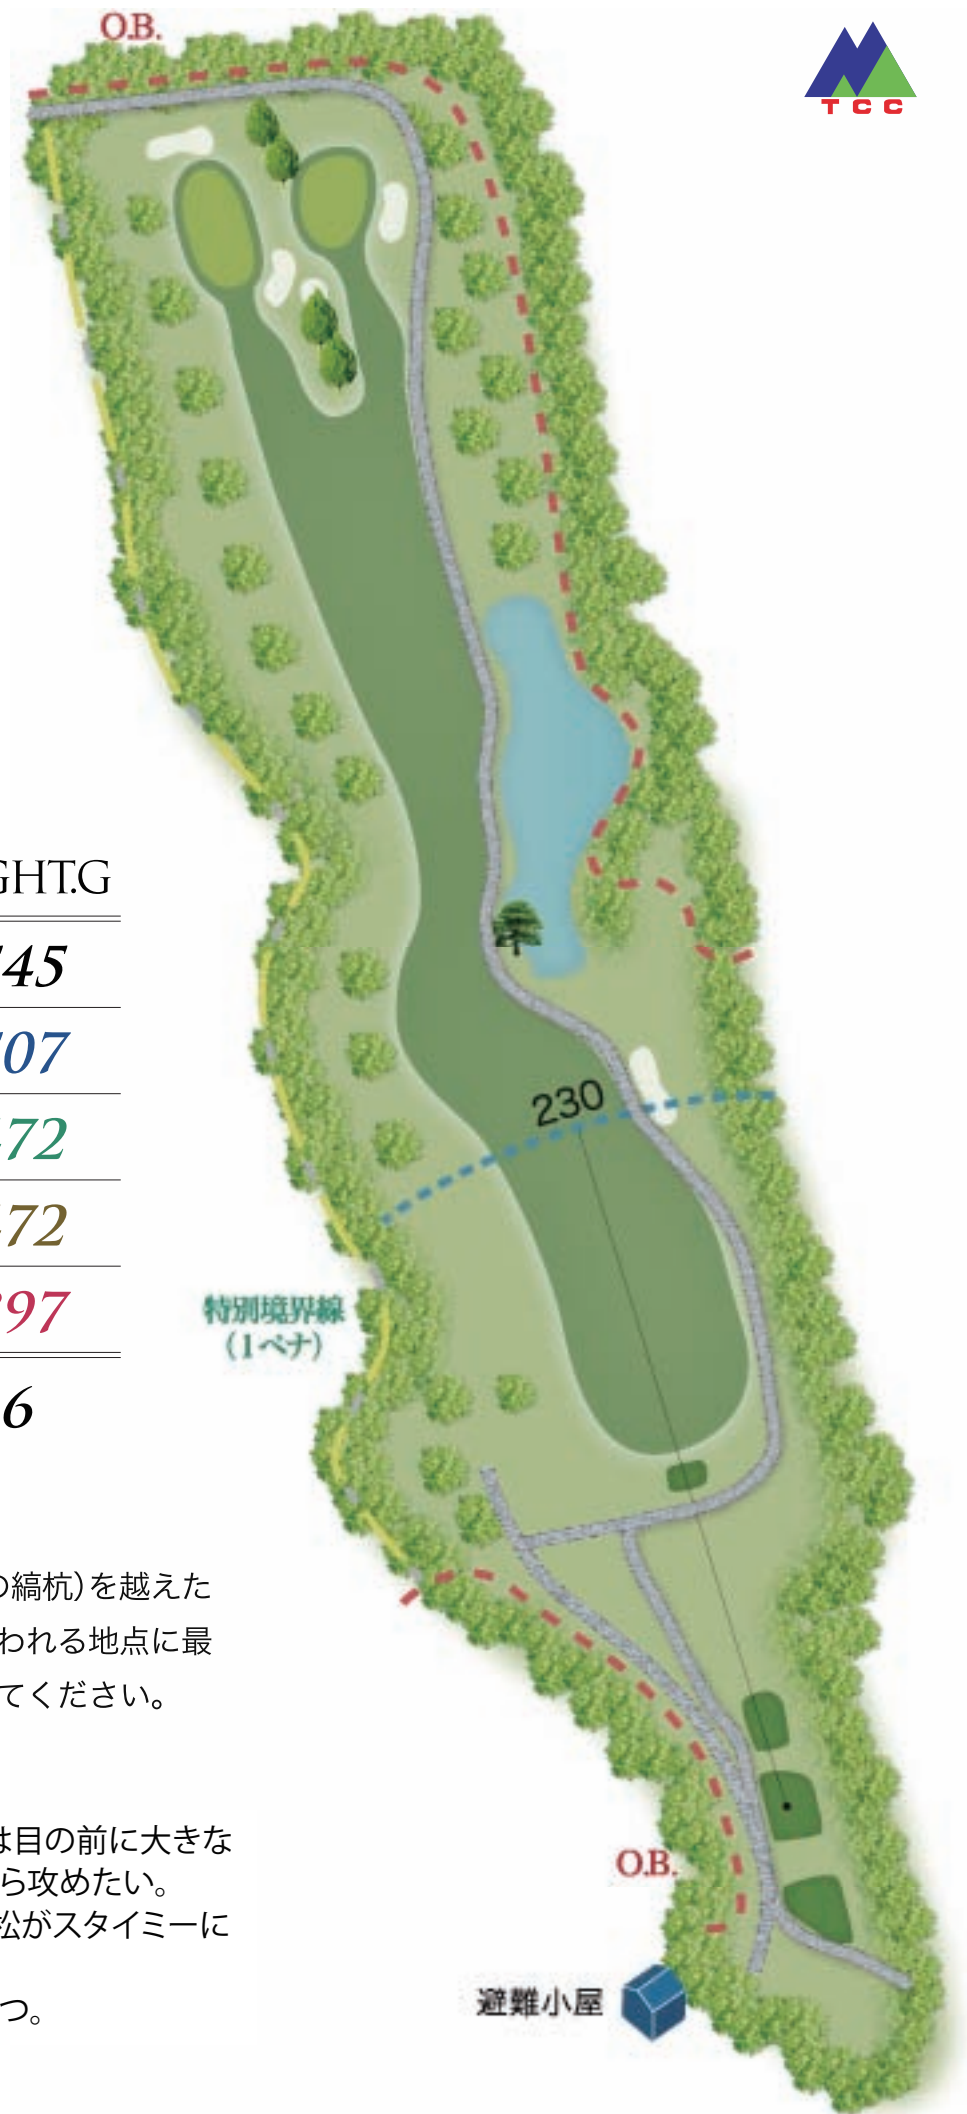 O.B.
TCC
GHT.G
45
07
72
72
97
6
230
特別境界線
(1ペナ)
の縞杭)を越えた
われる地点に最
てください。
は目の前に大きな
ら攻めたい。
松がスタイミーに
つ。
O.B.
避難小屋